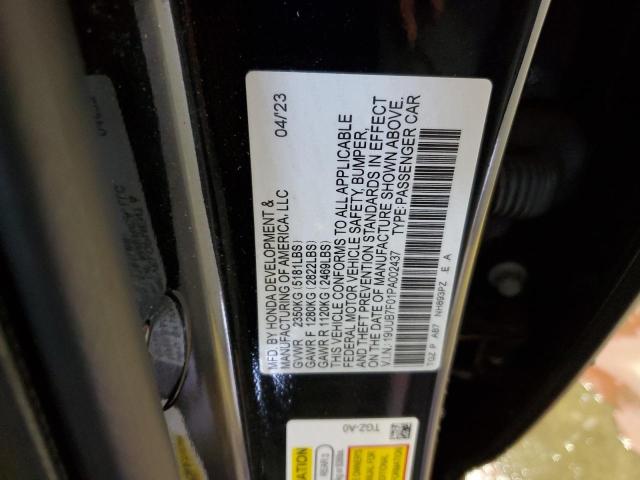 MFD. BY HONDA DEVELOPMENT &
MANUFACTURING OF AMERICA, LLC 04/'23
GVWR 2350KG(5181LBS)
GAWR F 1280KG(2822LBS)
GAWR R 1120KG(2469LBS)
THIS VEHICLE CONFORMS TO ALL APPLICABLE
FEDERAL MOTOR VEHICLE SAFETY, BUMPER,
AND THEFT PREVENTION STANDARDS IN EFFECT
ON THE DATE OF MANUFACTURE SHOWN ABOVE.
V.I.N.: 19UUB7F01PA002437 TYPE: PASSENGER CAR
TGZ P A87 NH893PZ E A
TGZ-A0
INFORMATION